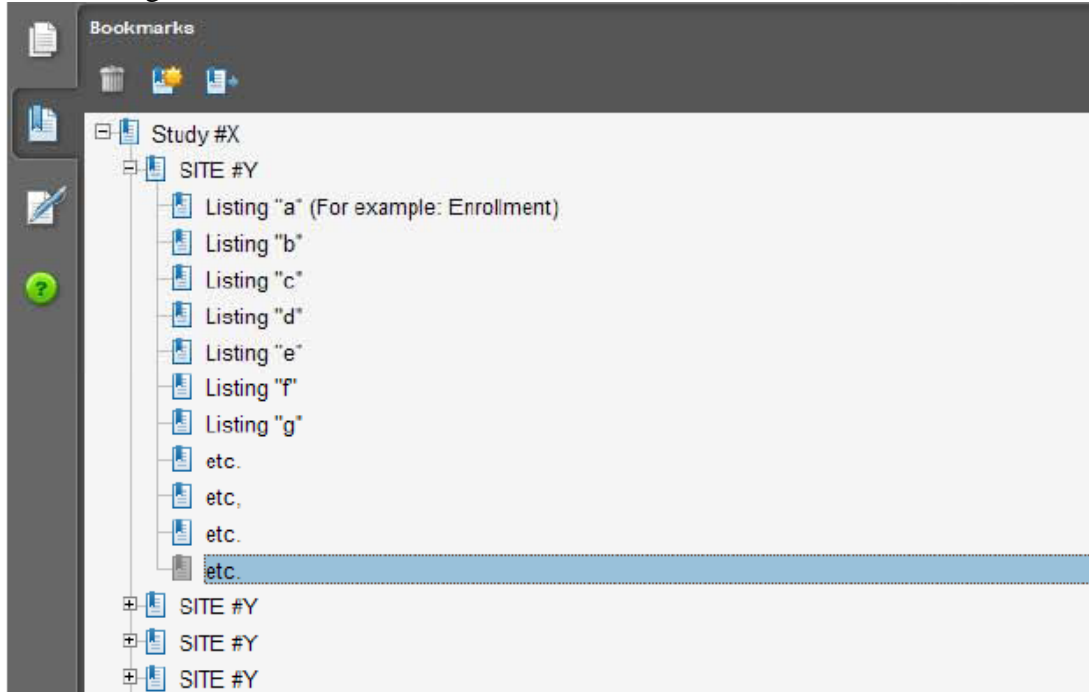 Bookmarks
Study #X
SITE #Y
Listing "a" (For example: Enrollment)
Listing "b"
Listing "c"
Listing "d"
Listing "e"
Listing "f"
Listing "g"
etc.
etc,
etc.
etc.
SITE #Y
SITE #Y
SITE #Y